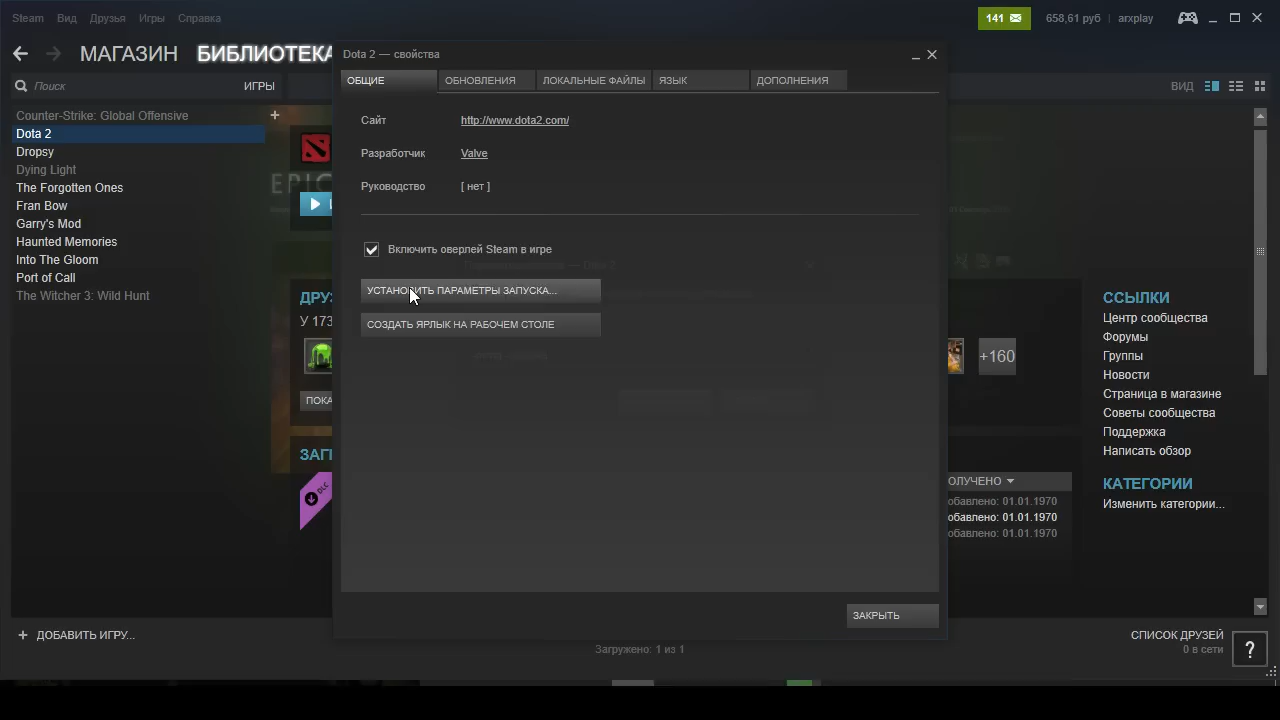 Steam Вид Друзья Игры Справка
141
658,61 руб arxplay
МАГАЗИН БИБЛИОТЕКА
Поиск
ИГРЫ
ВИД
Counter-Strike: Global Offensive
Dota 2
Dropsy
Dying Light
The Forgotten Ones
Fran Bow
Garry's Mod
Haunted Memories
Into The Gloom
Port of Call
The Witcher 3: Wild Hunt
Dota 2 — свойства
ОБЩИЕ ОБНОВЛЕНИЯ ЛОКАЛЬНЫЕ ФАЙЛЫ ЯЗЫК ДОПОЛНЕНИЯ
Сайт http://www.dota2.com/
Разработчик Valve
Руководство [ нет ]
Включить оверлей Steam в игре
УСТАНОВИТЬ ПАРАМЕТРЫ ЗАПУСКА...
СОЗДАТЬ ЯРЛЫК НА РАБОЧЕМ СТОЛЕ
ЗАКРЫТЬ
EPIC
ДРУЗ
У 173
ПОКА
ЗАГР
DLC
+160
ОЛУЧЕНО
обавлено: 01.01.1970
обавлено: 01.01.1970
обавлено: 01.01.1970
ССЫЛКИ
Центр сообщества
Форумы
Группы
Новости
Страница в магазине
Советы сообщества
Поддержка
Написать обзор
КАТЕГОРИИ
Изменить категории...
+ ДОБАВИТЬ ИГРУ...
Загружено: 1 из 1
СПИСОК ДРУЗЕЙ
0 в сети
?